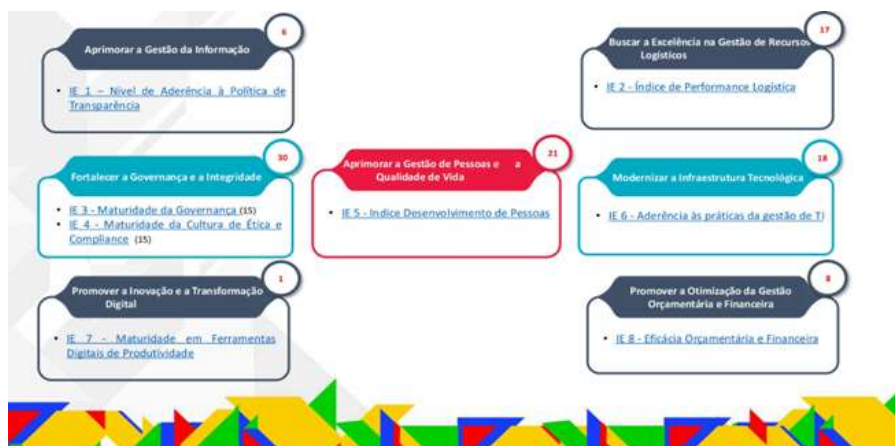 6
Aprimorar a Gestão da Informação
• IE 1 – Nivel de Aderência à Política de
Transparência
17
Buscar a Excelência na Gestão de Recursos
Logísticos
• IE 2 - Índice de Performance Logística
30
Fortalecer a Governança e a Integridade
• IE 3 - Maturidade da Governança (15)
• IE 4 - Maturidade da Cultura de Ética e
Compliance (15)
21
Aprimorar a Gestão de Pessoas e a
Qualidade de Vida
• IE 5 - Indice Desenvolvimento de Pessoas
18
Modernizar a Infraestrutura Tecnológica
• IE 6 - Aderência às práticas da gestão de TI
1
Promover a Inovação e a Transformação
Digital
• IE 7 - Maturidade em Ferramentas
Digitais de Produtividade
8
Promover a Otimização da Gestão
Orçamentária e Financeira
• IE 8 - Eficácia Orçamentária e Financeira